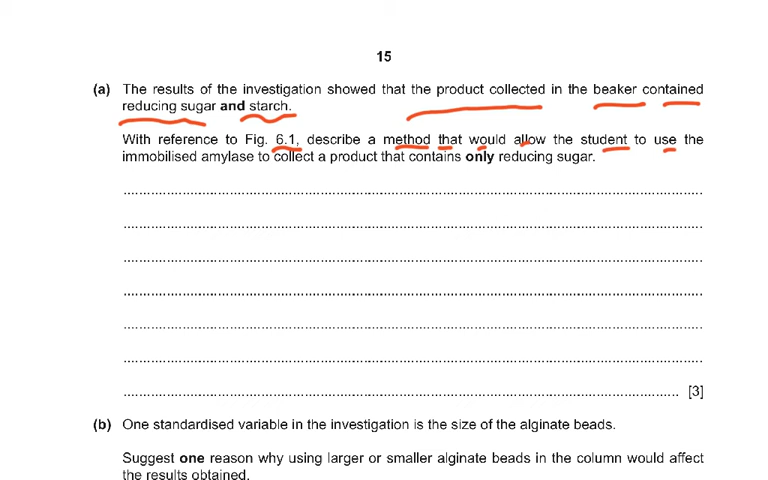 15
(a) The results of the investigation showed that the product collected in the beaker contained
reducing sugar and starch.
With reference to Fig. 6.1, describe a method that would allow the student to use the
immobilised amylase to collect a product that contains only reducing sugar.
[3]
(b) One standardised variable in the investigation is the size of the alginate beads.
Suggest one reason why using larger or smaller alginate beads in the column would affect
the results obtained.